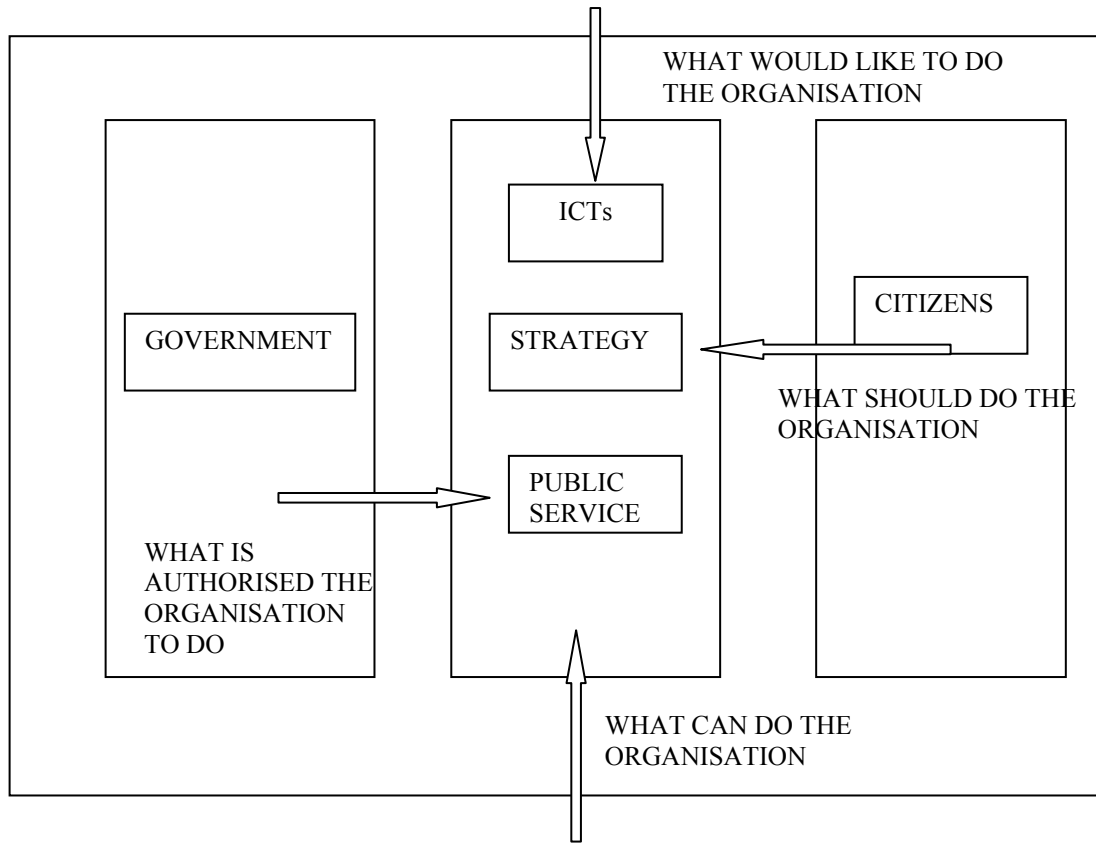 WHAT WOULD LIKE TO DO
THE ORGANISATION
ICTs
CITIZENS
GOVERNMENT
STRATEGY
WHAT SHOULD DO THE
ORGANISATION
PUBLIC
SERVICE
WHAT IS
AUTHORISED THE
ORGANISATION
TO DO
WHAT CAN DO THE
ORGANISATION